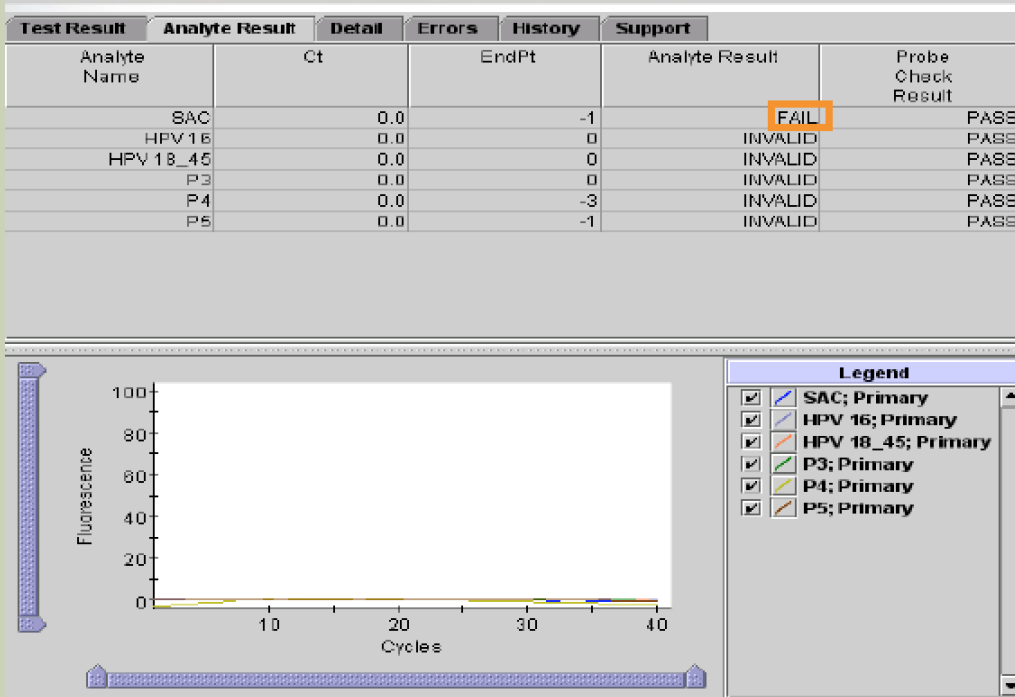 Test Result Analyte Result Detail Errors History Support
Analyte Name Ct EndPt Analyte Result Probe Check Result
SAC 0.0 -1 FAIL PASS
HPV 16 0.0 0 INVALID PASS
HPV 18_45 0.0 0 INVALID PASS
P3 0.0 0 INVALID PASS
P4 0.0 -3 INVALID PASS
P5 0.0 -1 INVALID PASS
Legend
SAC; Primary
HPV 16; Primary
HPV 18_45; Primary
P3; Primary
P4; Primary
P5; Primary
Fluorescence
100
80
60
40
20
0
10 20 30 40
Cycles